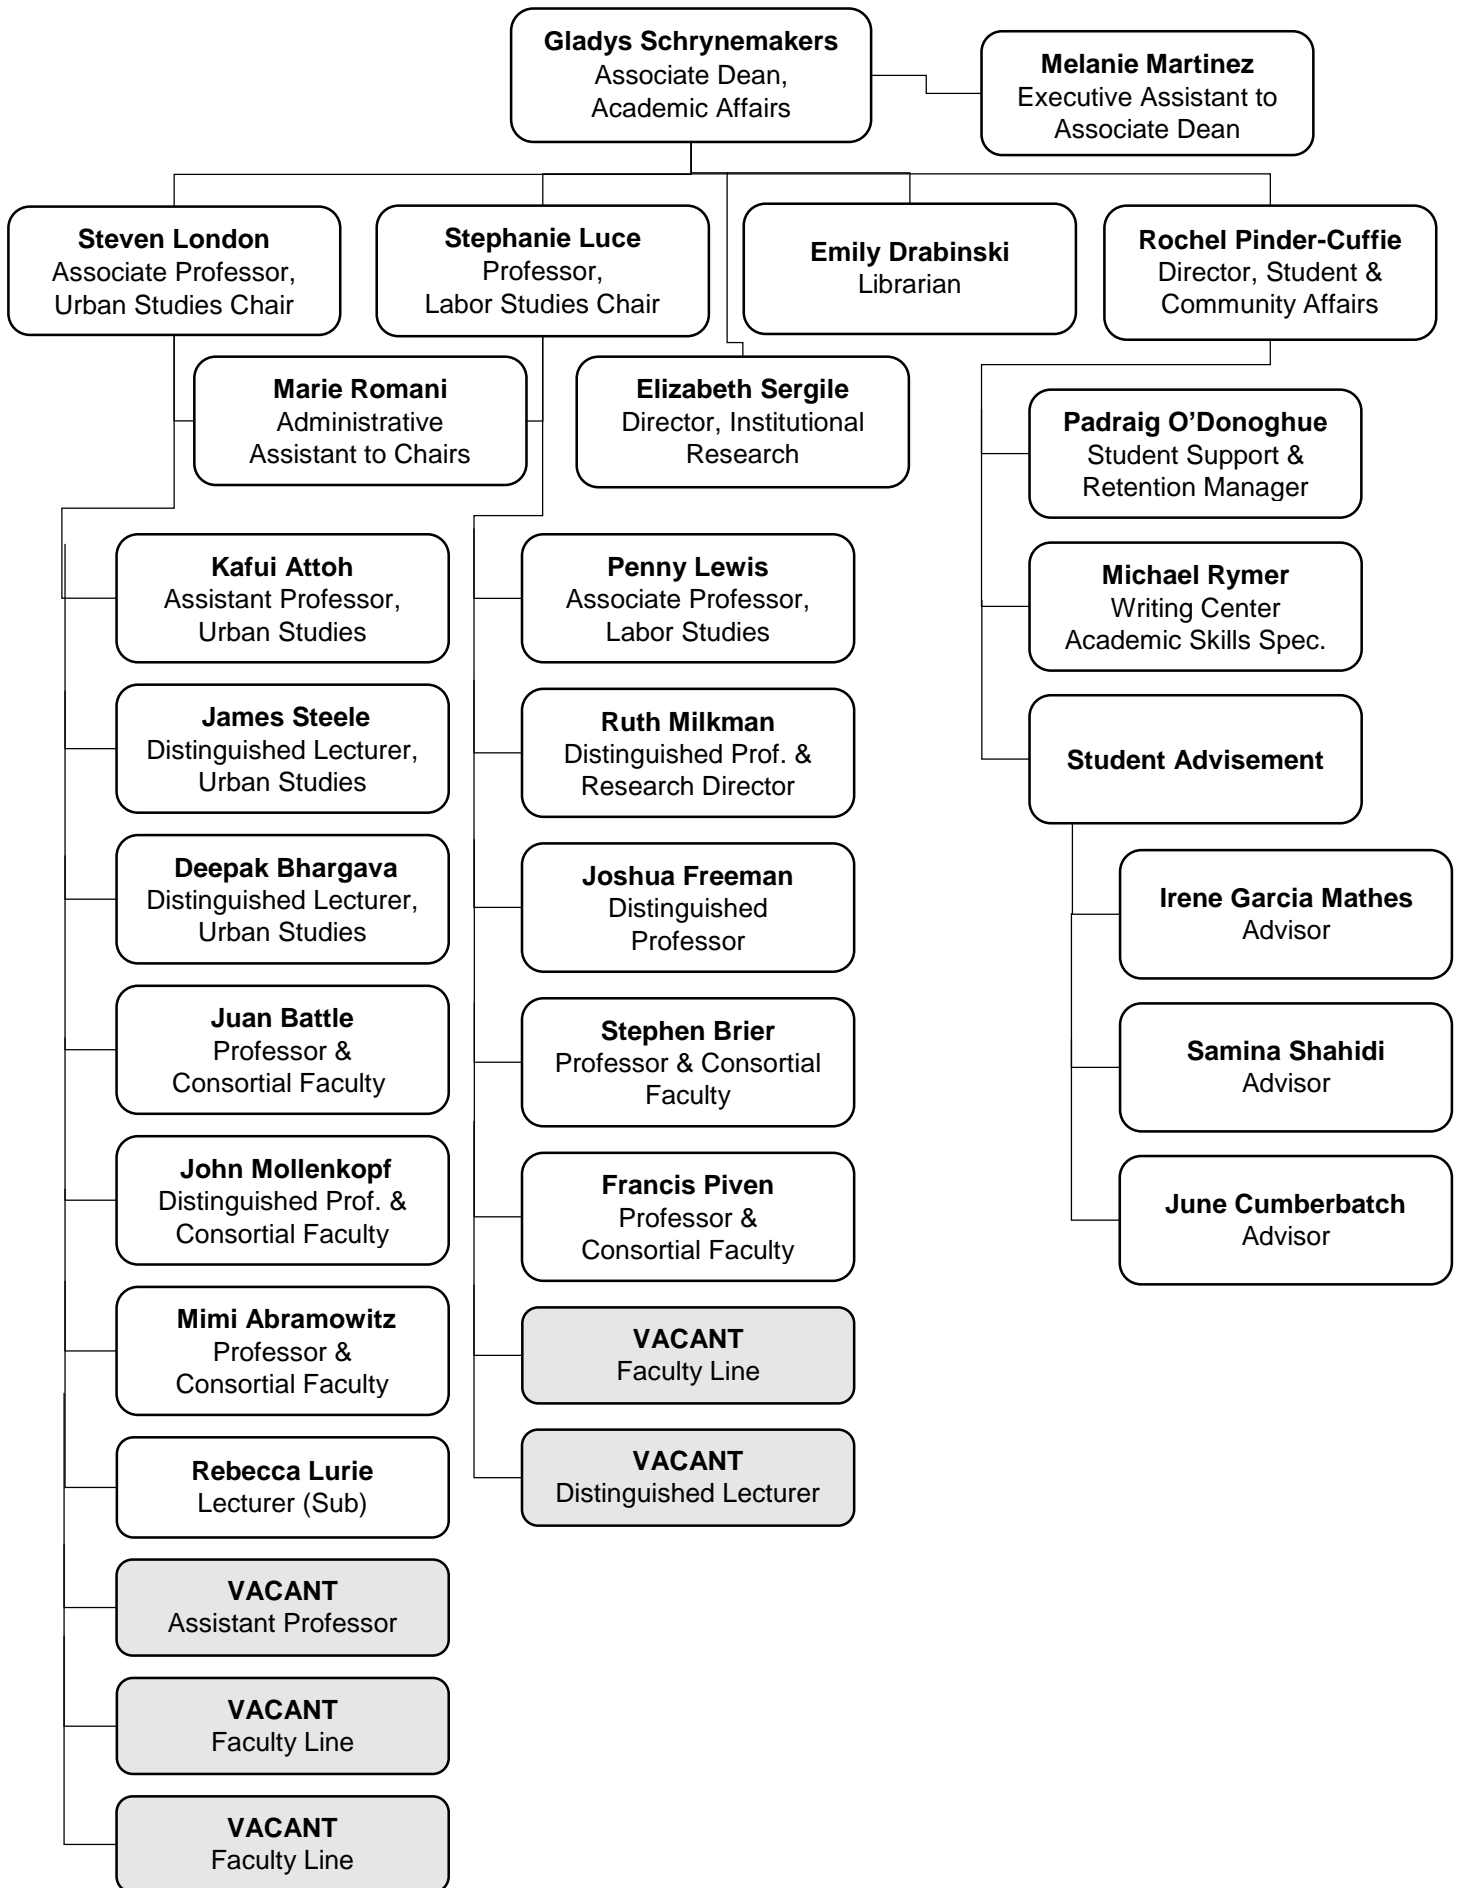 Gladys Schrynemakers
Associate Dean,
Academic Affairs
Melanie Martinez
Executive Assistant to
Associate Dean
Steven London
Associate Professor,
Urban Studies Chair
Stephanie Luce
Professor,
Labor Studies Chair
Emily Drabinski
Librarian
Rochel Pinder-Cuffie
Director, Student &
Community Affairs
Marie Romani
Administrative
Assistant to Chairs
Elizabeth Sergile
Director, Institutional
Research
Kafui Attoh
Assistant Professor,
Urban Studies
James Steele
Distinguished Lecturer,
Urban Studies
Deepak Bhargava
Distinguished Lecturer,
Urban Studies
Juan Battle
Professor &
Consortial Faculty
John Mollenkopf
Distinguished Prof. &
Consortial Faculty
Mimi Abramowitz
Professor &
Consortial Faculty
Rebecca Lurie
Lecturer (Sub)
VACANT
Assistant Professor
VACANT
Faculty Line
VACANT
Faculty Line
Penny Lewis
Associate Professor,
Labor Studies
Ruth Milkman
Distinguished Prof. &
Research Director
Joshua Freeman
Distinguished
Professor
Stephen Brier
Professor & Consortial
Faculty
Francis Piven
Professor &
Consortial Faculty
VACANT
Faculty Line
VACANT
Distinguished Lecturer
Padraig O’Donoghue
Student Support &
Retention Manager
Michael Rymer
Writing Center
Academic Skills Spec.
Student Advisement
Irene Garcia Mathes
Advisor
Samina Shahidi
Advisor
June Cumberbatch
Advisor